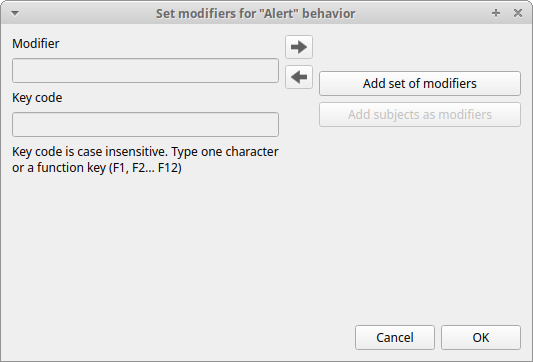 Set modifiers for "Alert" behavior
Modifier
Add set of modifiers
Key code
Add subjects as modifiers
Key code is case insensitive. Type one character
or a function key (F1, F2... F12)
Cancel
OK